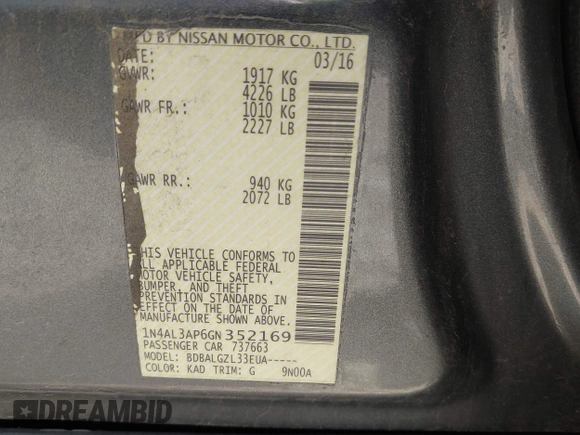 MFD BY NISSAN MOTOR CO., LTD.
DATE: 03/16
GVWR: 1917 KG
4226 LB
GAWR FR.: 1010 KG
2227 LB
GAWR RR.: 940 KG
2072 LB
THIS VEHICLE CONFORMS TO
ALL APPLICABLE FEDERAL
MOTOR VEHICLE SAFETY,
BUMPER, AND THEFT
PREVENTION STANDARDS IN
EFFECT ON THE DATE OF
MANUFACTURE SHOWN ABOVE.
1N4AL3AP6GN352169
PASSENGER CAR 737663
MODEL: BDBALGZL33EUA-----
COLOR: KAD TRIM: G 9N00A
DREAMBID